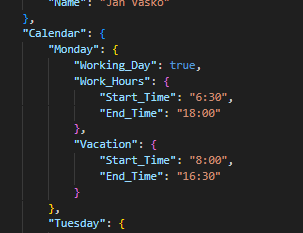 "Name": "Jan Vasko"
},
"Calendar": {
"Monday": {
"Working_Day": true,
"Work_Hours": {
"Start_Time": "6:30",
"End_Time": "18:00"
},
"Vacation": {
"Start_Time": "8:00",
"End_Time": "16:30"
}
},
"Tuesday": {